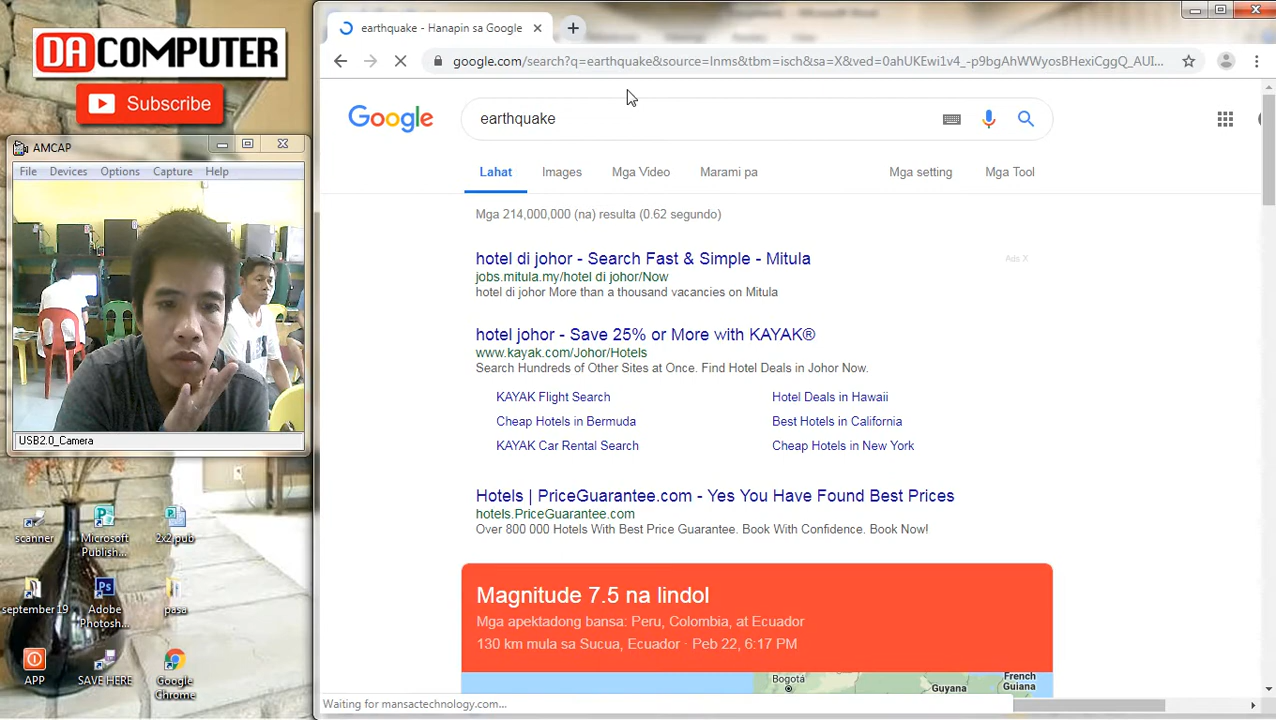 DACOMPUTER
Subscribe
AMCAP
File Devices Options Capture Help
USB2.0_Camera
scanner
Microsoft Publish...
2x2.pub
september 19
Adobe Photosh...
pasa
APP
SAVE HERE
Google Chrome
earthquake - Hanapin sa Google
google.com/search?q=earthquake&source=lnms&tbm=isch&sa=X&ved=0ahUKEwi1v4_-p9bgAhWWyosBHexiCggQ_AUI...
Google
earthquake
Lahat Images Mga Video Marami pa Mga setting Mga Tool
Mga 214,000,000 (na) resulta (0.62 segundo)
hotel di johor - Search Fast & Simple - Mitula
Ads X
jobs.mitula.my/hotel di johor/Now
hotel di johor More than a thousand vacancies on Mitula
hotel johor - Save 25% or More with KAYAK®
www.kayak.com/Johor/Hotels
Search Hundreds of Other Sites at Once. Find Hotel Deals in Johor Now.
KAYAK Flight Search Hotel Deals in Hawaii
Cheap Hotels in Bermuda Best Hotels in California
KAYAK Car Rental Search Cheap Hotels in New York
Hotels | PriceGuarantee.com - Yes You Have Found Best Prices
hotels.PriceGuarantee.com
Over 800 000 Hotels With Best Price Guarantee. Book With Confidence. Book Now!
Magnitude 7.5 na lindol
Mga apektadong bansa: Peru, Colombia, at Ecuador
130 km mula sa Sucua, Ecuador · Peb 22, 6:17 PM
Bogotá
Guyana
French Guiana
Waiting for mansactechnology.com...